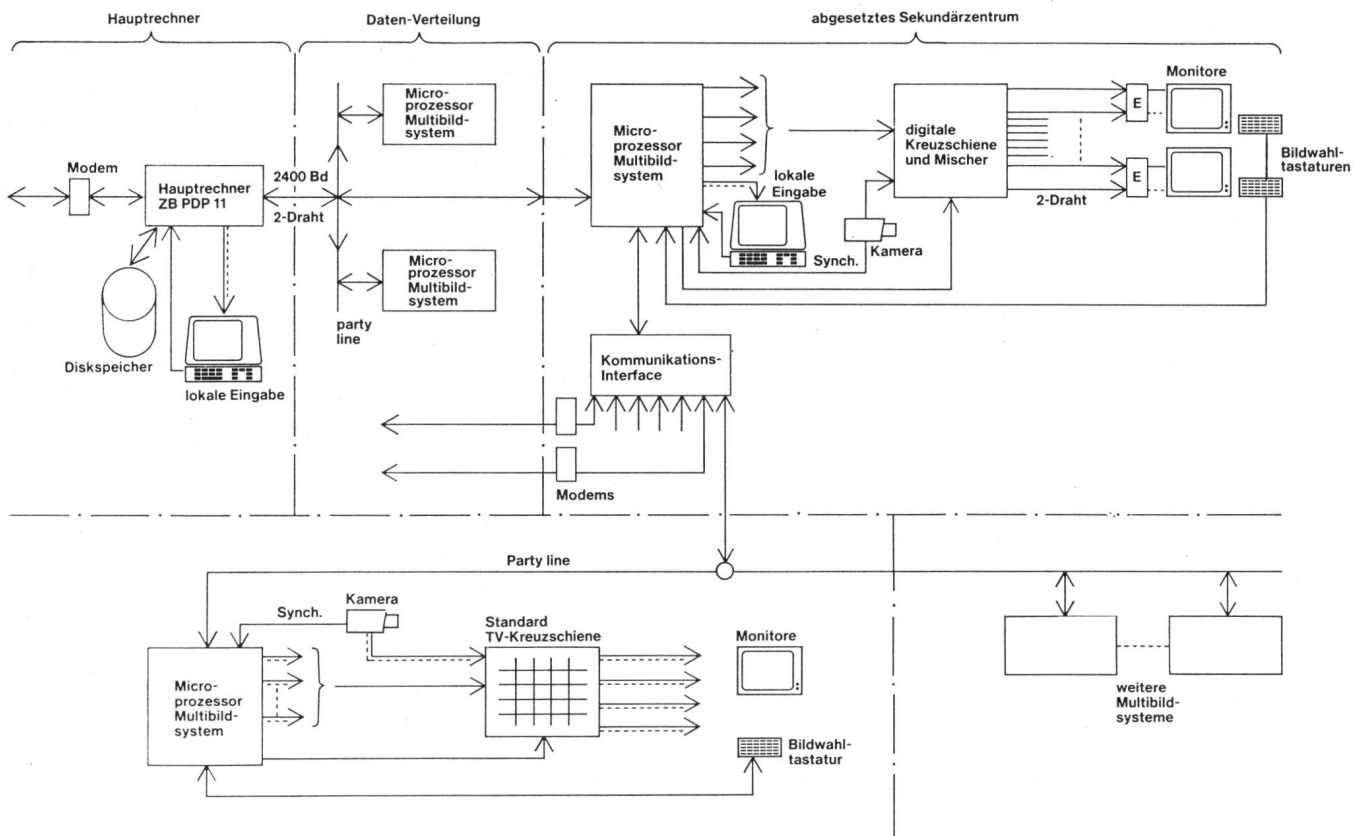 Hauptrechner
Daten-Verteilung
abgesetztes Sekundärzentrum
Modem
Hauptrechner
ZB PDP 11
Diskspeicher
lokale Eingabe
2400 Bd
2-Draht
Micro-
prozessor
Multibild-
system
Micro-
prozessor
Multibild-
system
party
line
Micro-
prozessor
Multibild-
system
lokale
Eingabe
Synch.
Kamera
digitale
Kreuzschiene
und Mischer
2-Draht
E
E
Monitore
Bildwahl-
tastaturen
Kommunikations-
Interface
Modems
Party line
Synch.
Kamera
Micro-
prozessor
Multibild-
system
Standard
TV-Kreuzschiene
Monitore
Bildwahl-
tastatur
weitere
Multibild-
systeme